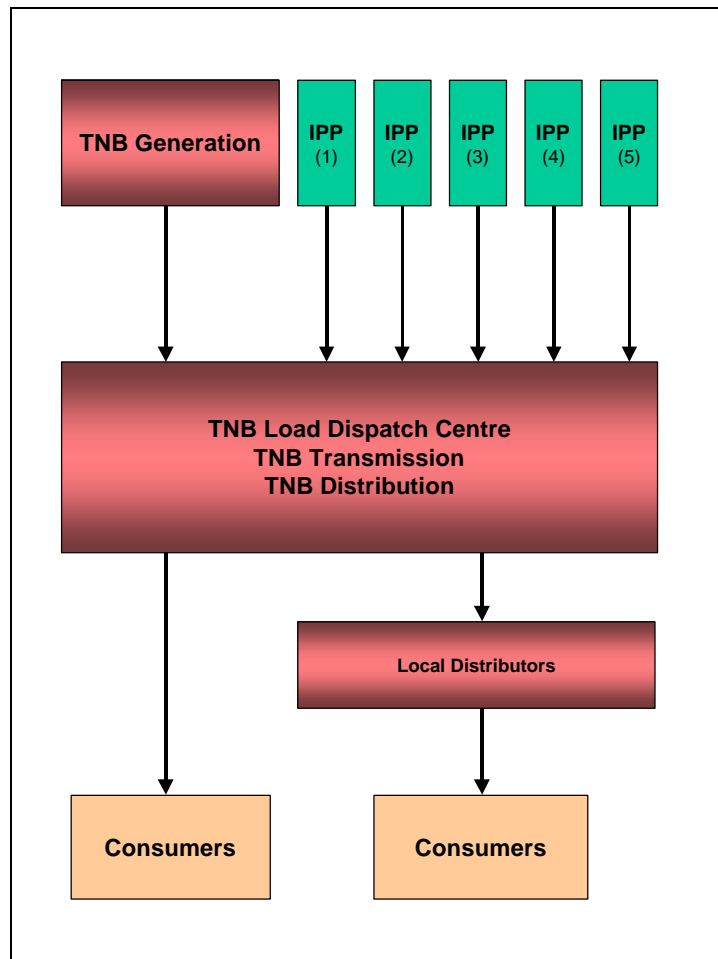 TNB Generation
IPP
(1)
IPP
(2)
IPP
(3)
IPP
(4)
IPP
(5)
TNB Load Dispatch Centre
TNB Transmission
TNB Distribution
Local Distributors
Consumers
Consumers